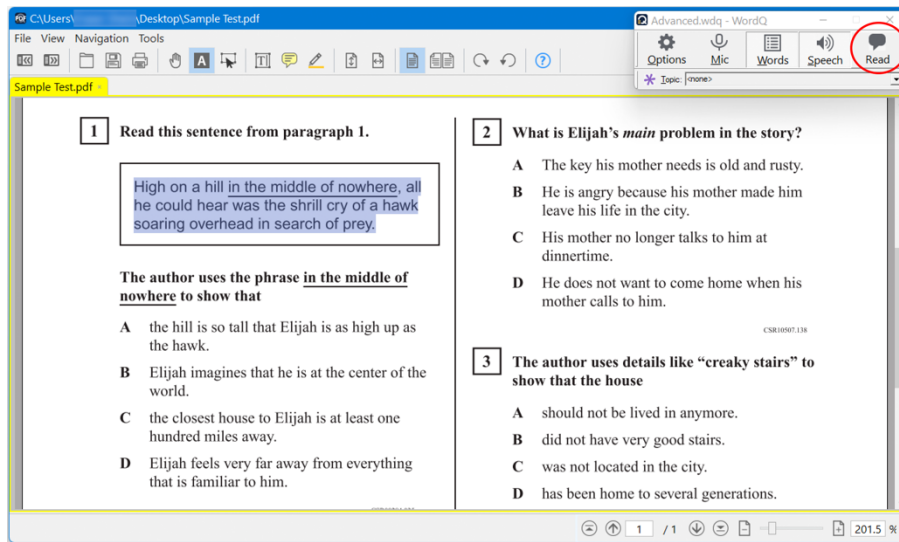 C:\Users\ \Desktop\Sample Test.pdf
File View Navigation Tools
Sample Test.pdf
Advanced.wdq - WordQ
Options Mic Words Speech Read
Topic: <none>
1 Read this sentence from paragraph 1.
High on a hill in the middle of nowhere, all
he could hear was the shrill cry of a hawk
soaring overhead in search of prey.
The author uses the phrase in the middle of
nowhere to show that
A the hill is so tall that Elijah is as high up as
the hawk.
B Elijah imagines that he is at the center of the
world.
C the closest house to Elijah is at least one
hundred miles away.
D Elijah feels very far away from everything
that is familiar to him.
2 What is Elijah's main problem in the story?
A The key his mother needs is old and rusty.
B He is angry because his mother made him
leave his life in the city.
C His mother no longer talks to him at
dinnertime.
D He does not want to come home when his
mother calls to him.
CSR10507.138
3 The author uses details like “creaky stairs” to
show that the house
A should not be lived in anymore.
B did not have very good stairs.
C was not located in the city.
D has been home to several generations.
1 / 1 201.5 %